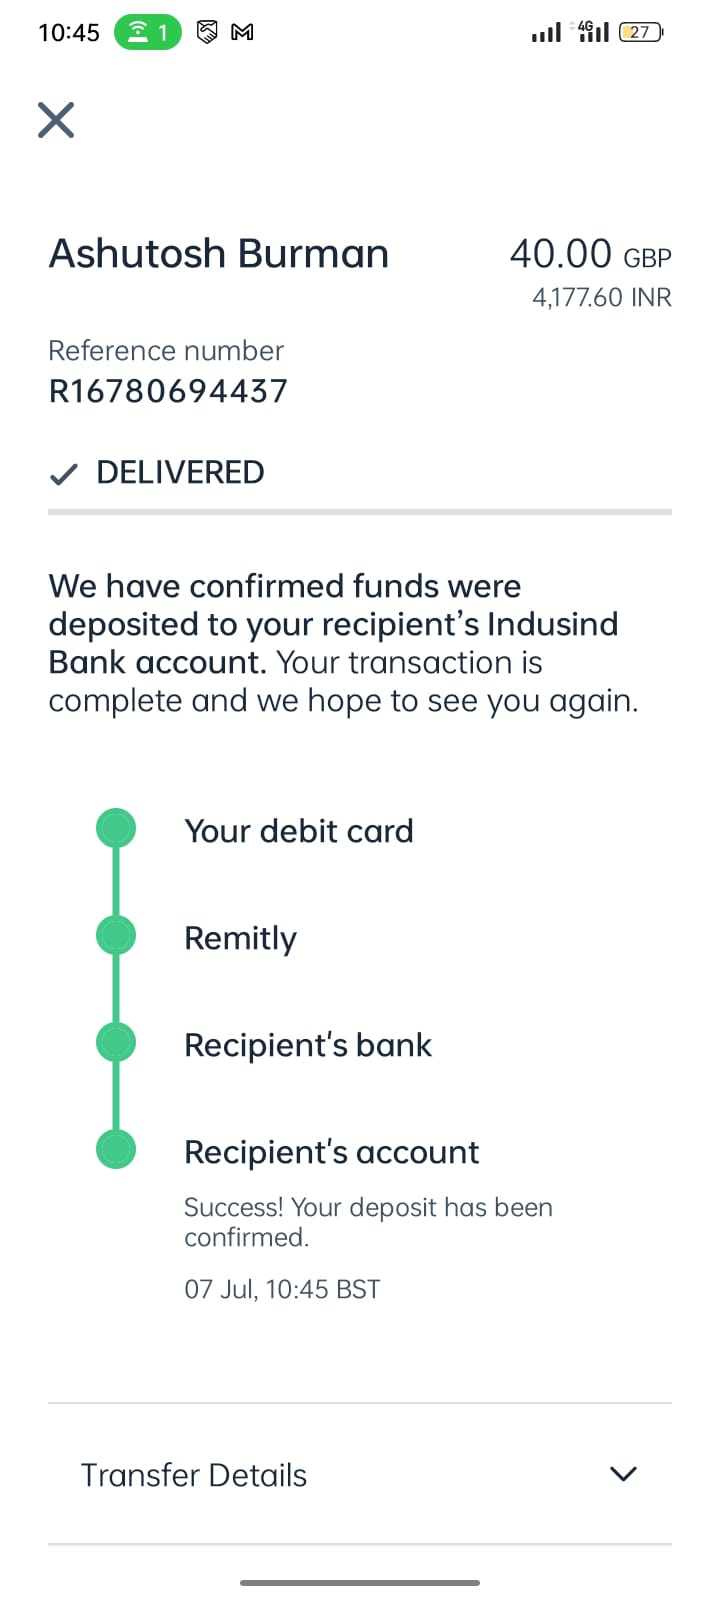 10:45 1 4G 27
Ashutosh Burman 40.00 GBP
4,177.60 INR
Reference number
R16780694437
DELIVERED
We have confirmed funds were
deposited to your recipient’s Indusind
Bank account. Your transaction is
complete and we hope to see you again.
Your debit card
Remitly
Recipient's bank
Recipient's account
Success! Your deposit has been
confirmed.
07 Jul, 10:45 BST
Transfer Details